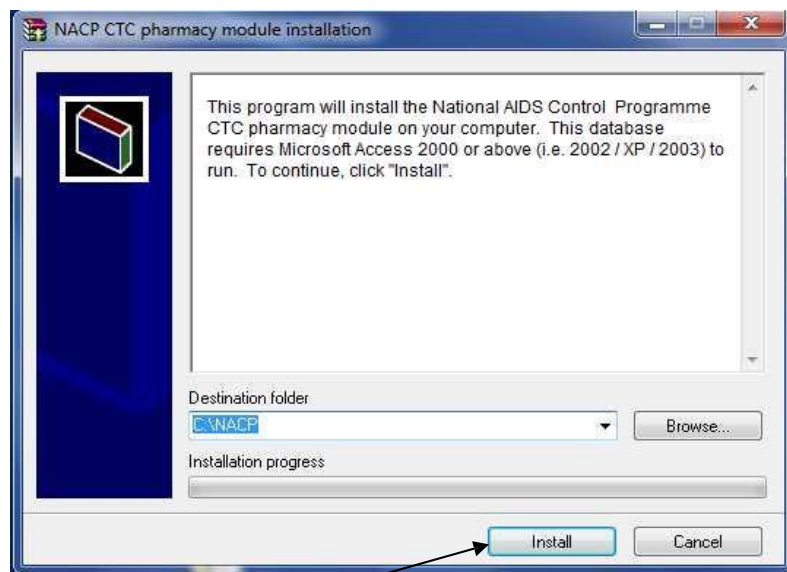 NACP CTC pharmacy module installation
This program will install the National AIDS Control Programme
CTC pharmacy module on your computer. This database
requires Microsoft Access 2000 or above (i.e. 2002 / XP / 2003) to
run. To continue, click "Install".
Destination folder
C:\NACP
Browse...
Installation progress
Install
Cancel